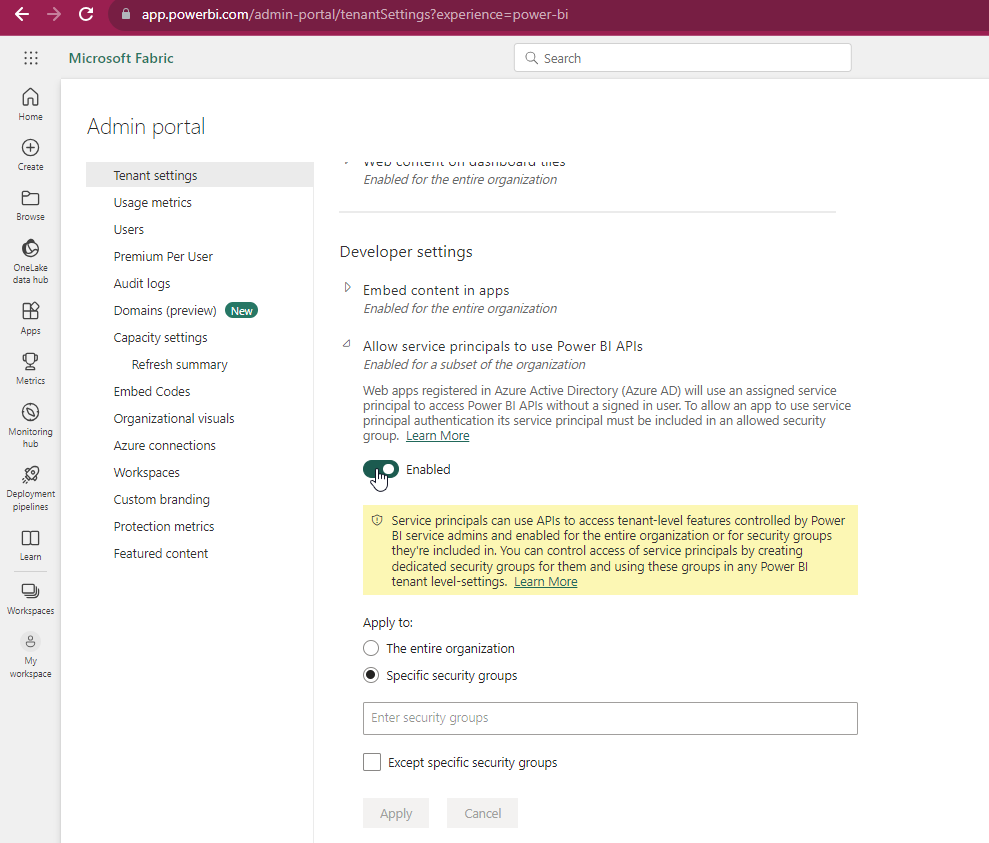 app.powerbi.com/admin-portal/tenantSettings?experience=power-bi
Microsoft Fabric
Search
Home
Create
Browse
OneLake
data hub
Apps
Metrics
Monitoring
hub
Deployment
pipelines
Learn
Workspaces
My
workspace
Admin portal
Tenant settings
Usage metrics
Users
Premium Per User
Audit logs
Domains (preview) New
Capacity settings
Refresh summary
Embed Codes
Organizational visuals
Azure connections
Workspaces
Custom branding
Protection metrics
Featured content
Web content on dashboard tiles
Enabled for the entire organization
Developer settings
Embed content in apps
Enabled for the entire organization
Allow service principals to use Power BI APIs
Enabled for a subset of the organization
Web apps registered in Azure Active Directory (Azure AD) will use an assigned service
principal to access Power BI APIs without a signed in user. To allow an app to use service
principal authentication its service principal must be included in an allowed security
group. Learn More
Enabled
Service principals can use APIs to access tenant-level features controlled by Power
BI service admins and enabled for the entire organization or for security groups
they're included in. You can control access of service principals by creating
dedicated security groups for them and using these groups in any Power BI
tenant level-settings. Learn More
Apply to:
The entire organization
Specific security groups
Enter security groups
Except specific security groups
Apply
Cancel